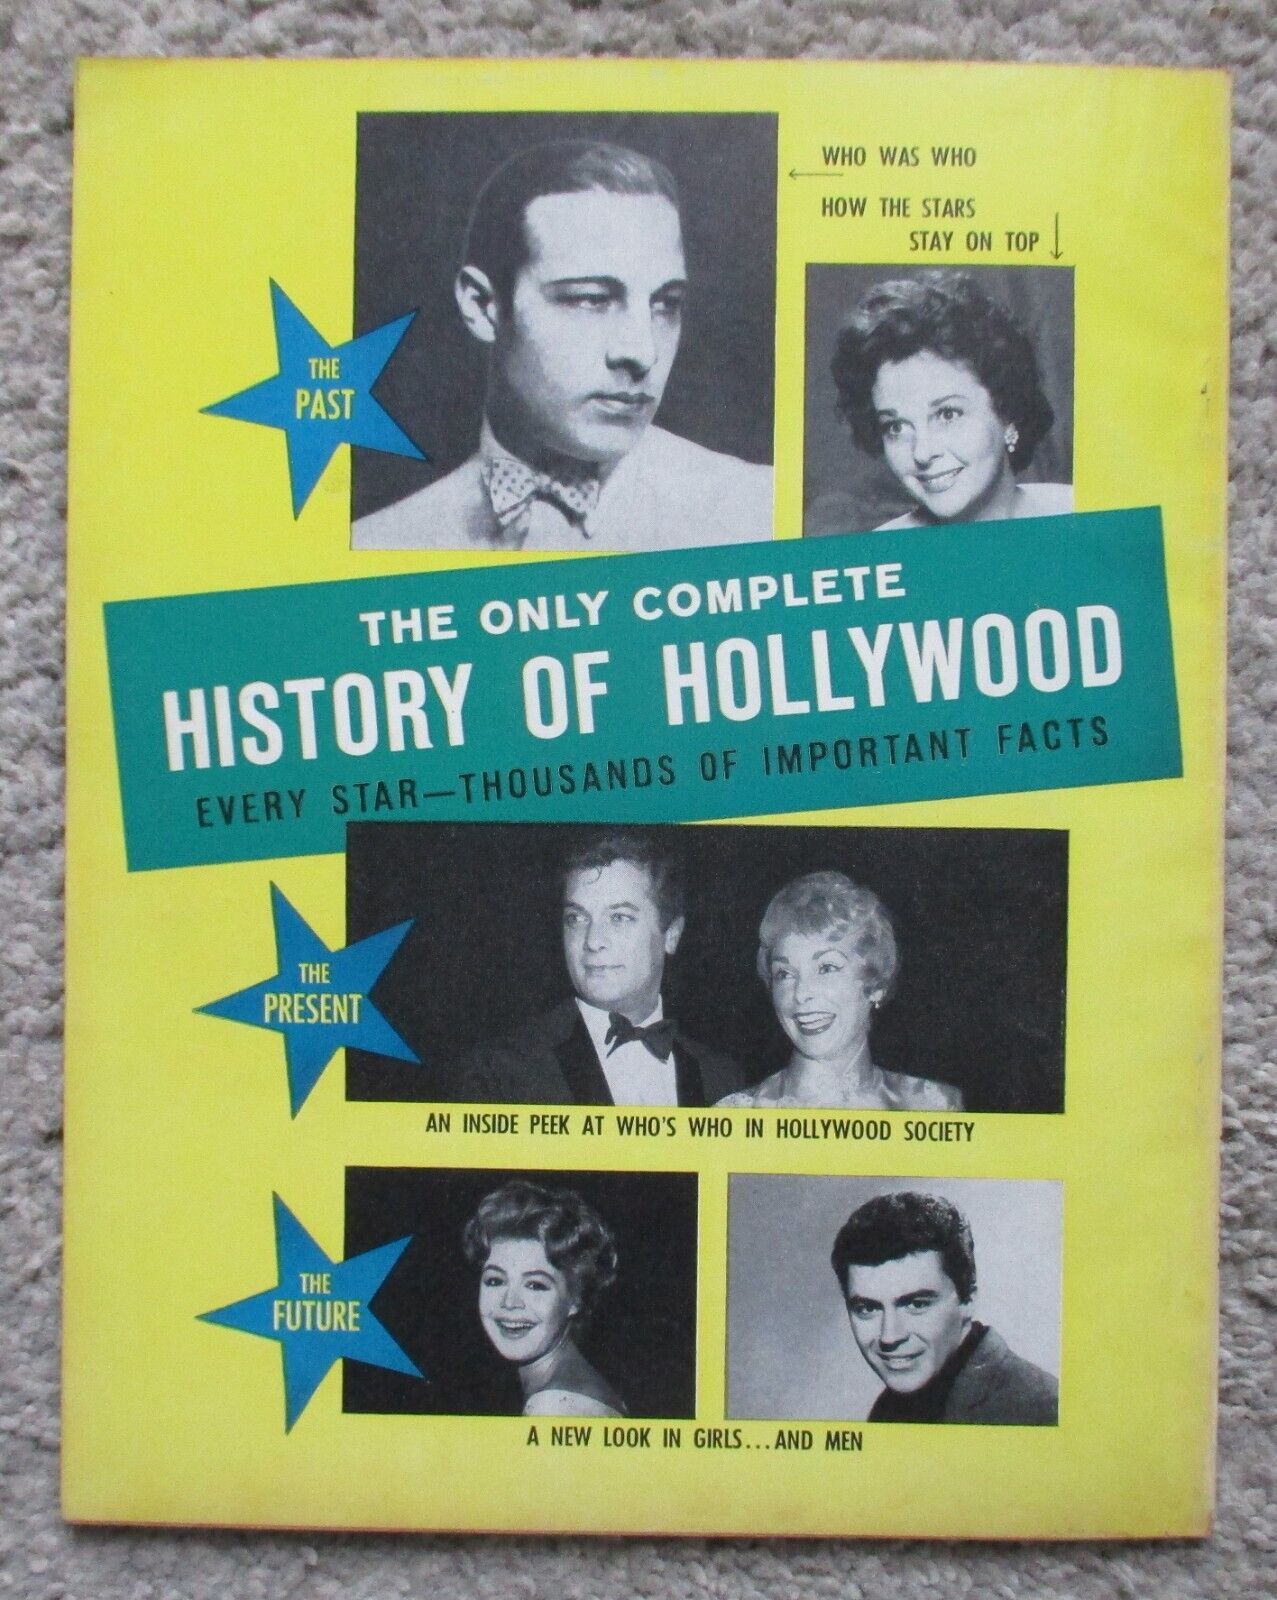 WHO WAS WHO
HOW THE STARS
STAY ON TOP
THE
PAST
THE ONLY COMPLETE
HISTORY OF HOLLYWOOD
EVERY STAR—THOUSANDS OF IMPORTANT FACTS
THE
PRESENT
AN INSIDE PEEK AT WHO'S WHO IN HOLLYWOOD SOCIETY
THE
FUTURE
A NEW LOOK IN GIRLS...AND MEN